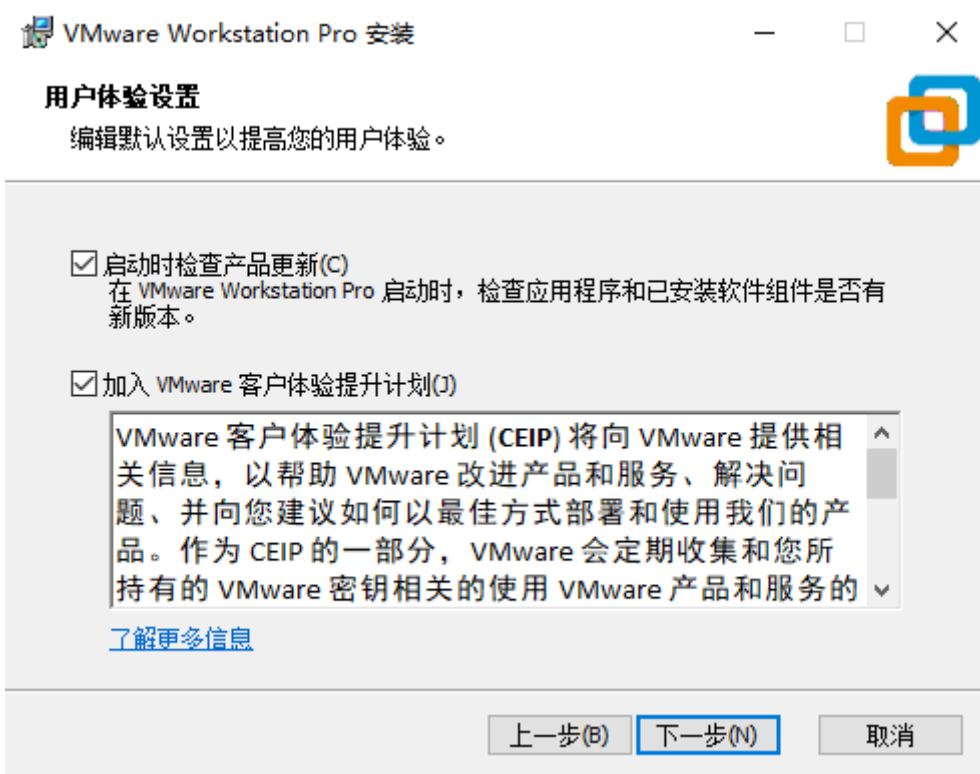 VMware Workstation Pro 安装
用户体验设置
编辑默认设置以提高您的用户体验。
启动时检查产品更新(C)
在 VMware Workstation Pro 启动时，检查应用程序和已安装软件组件是否有
新版本。
加入 VMware 客户体验提升计划(J)
VMware 客户体验提升计划 (CEIP) 将向 VMware 提供相
关信息，以帮助 VMware 改进产品和服务、解决问
题、并向您建议如何以最佳方式部署和使用我们的产
品。作为 CEIP 的一部分，VMware 会定期收集和您所
持有的 VMware 密钥相关的使用 VMware 产品和服务的
了解更多信息
上一步(B) 下一步(N) 取消